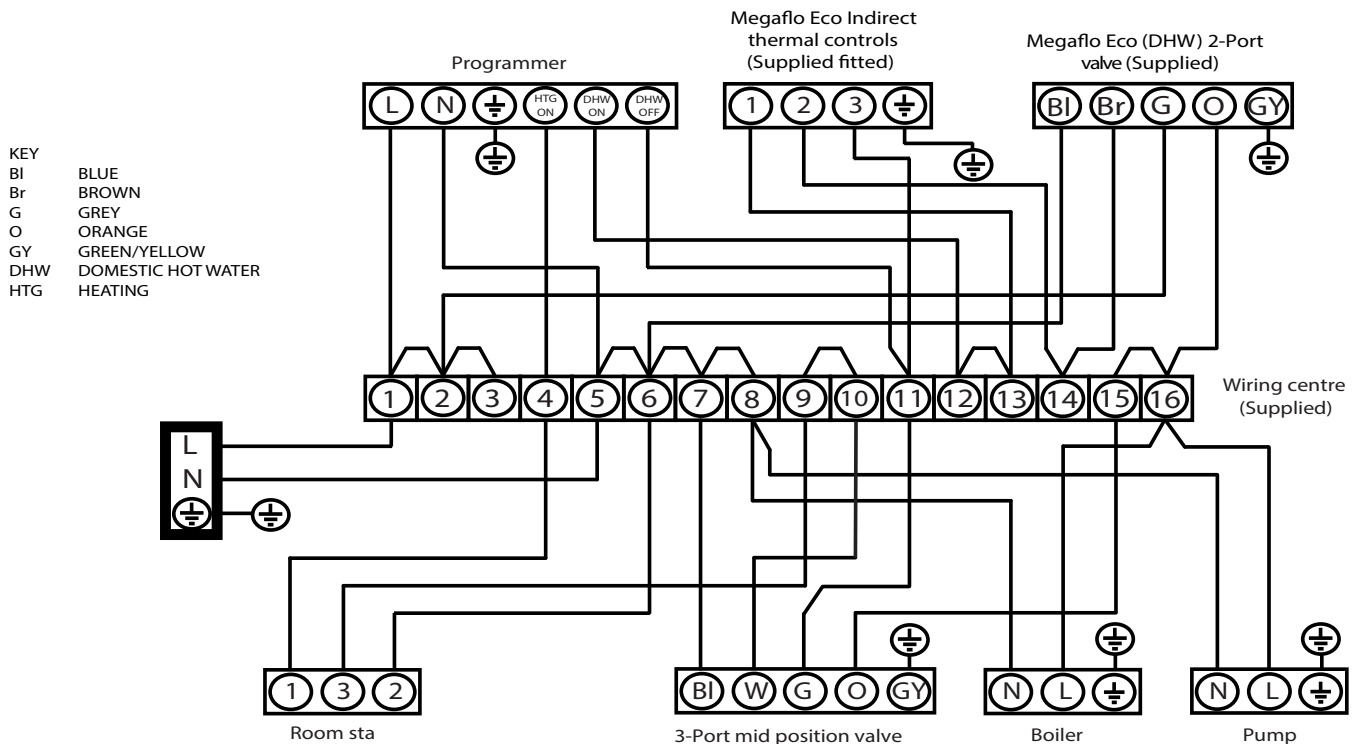 Megaflo Eco Indirect
thermal controls
(Supplied fitted)
Megaflo Eco (DHW) 2-Port
valve (Supplied)
Programmer
L N HTG ON DHW ON DHW OFF
1 2 3
Bl Br G O GY
KEY
Bl BLUE
Br BROWN
G GREY
O ORANGE
GY GREEN/YELLOW
DHW DOMESTIC HOT WATER
HTG HEATING
1 2 3 4 5 6 7 8 9 10 11 12 13 14 15 16
Wiring centre
(Supplied)
L
N
1 3 2
Bl W G O GY
N L
N L
Room sta
3-Port mid position valve
Boiler
Pump